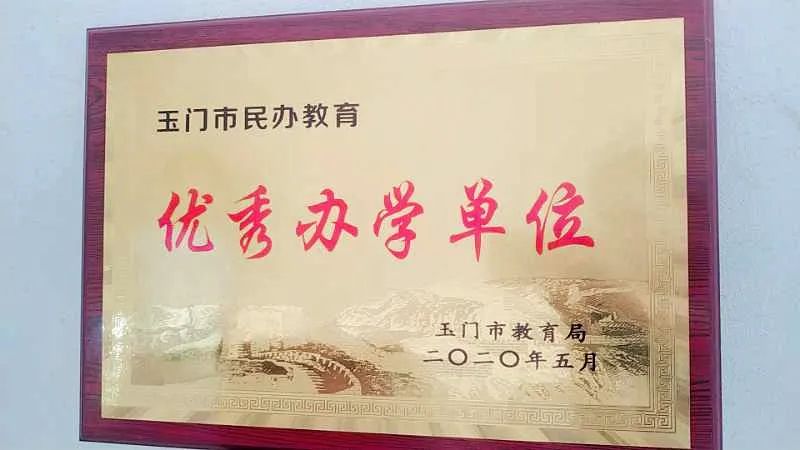 玉门市民办教育
优秀办学单位
玉门市教育局
二〇二〇年五月